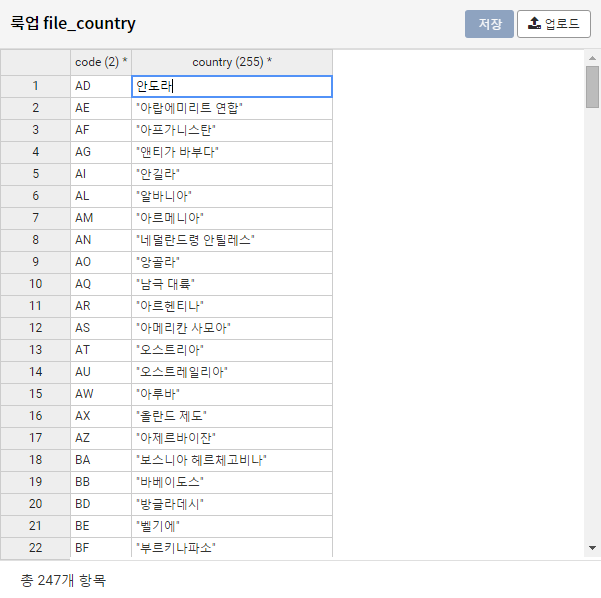 룩업 file_country
저장 업로드
code (2) * country (255) *
1 AD 안도라
2 AE "아랍에미리트 연합"
3 AF "아프가니스탄"
4 AG "앤티가 바부다"
5 AI "안길라"
6 AL "알바니아"
7 AM "아르메니아"
8 AN "네덜란드령 안틸레스"
9 AO "앙골라"
10 AQ "남극 대륙"
11 AR "아르헨티나"
12 AS "아메리칸 사모아"
13 AT "오스트리아"
14 AU "오스트레일리아"
15 AW "아루바"
16 AX "올란드 제도"
17 AZ "아제르바이잔"
18 BA "보스니아 헤르체고비나"
19 BB "바베이도스"
20 BD "방글라데시"
21 BE "벨기에"
22 BF "부르키나파소"
총 247개 항목